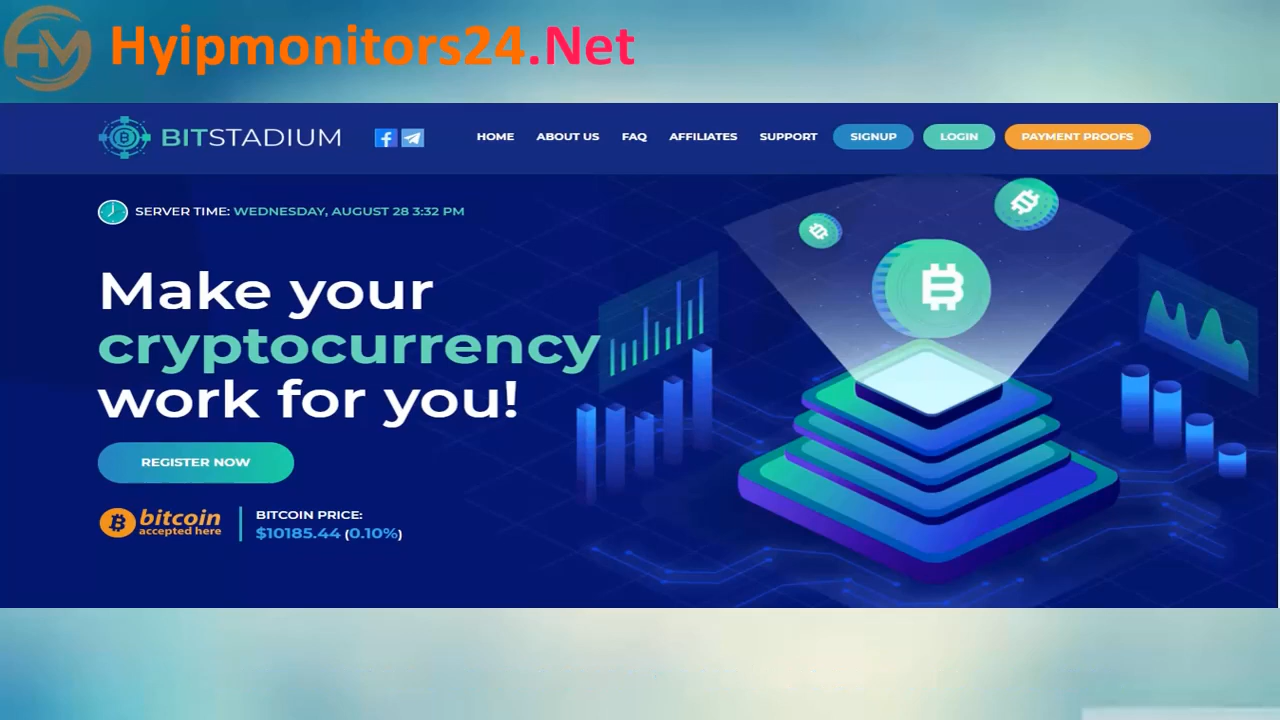 HM Hyipmonitors24.Net
BITSTADIUM HOME ABOUT US FAQ AFFILIATES SUPPORT SIGNUP LOGIN PAYMENT PROOFS
SERVER TIME: WEDNESDAY, AUGUST 28 3:32 PM
Make your
cryptocurrency
work for you!
REGISTER NOW
bitcoin
accepted here
BITCOIN PRICE:
$10185.44 (0.10%)